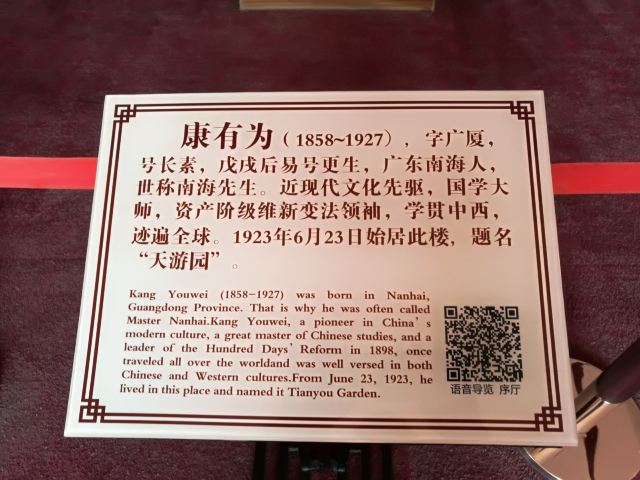 康有为（1858~1927），字广厦，
号长素，戊戌后易号更生，广东南海人，
世称南海先生。近现代文化先驱，国学大
师，资产阶级维新变法领袖，学贯中西，
迹遍全球。1923年6月23日始居此楼，题名
“天游园”。
Kang Youwei (1858-1927) was born in Nanhai,
Guangdong Province. That is why he was often called
Master Nanhai.Kang Youwei, a pioneer in China's
modern culture, a great master of Chinese studies, and a
leader of the Hundred Days' Reform in 1898, once
traveled all over the worldand was well versed in both
Chinese and Western cultures.From June 23, 1923, he
lived in this place and named it Tianyou Garden.
语音导览 序厅